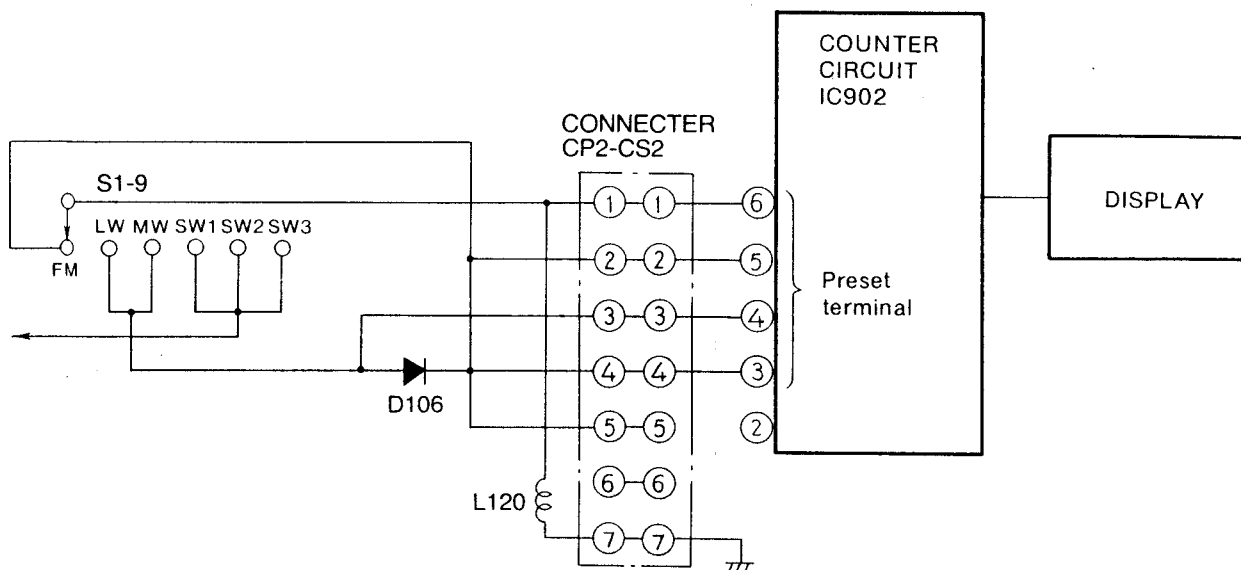 COUNTER
CIRCUIT
IC902
CONNECTER
CP2-CS2
S1-9
LW MW SW1 SW2 SW3
FM
1 1 6
2 2 5
3 3 4
4 4 3
5 5 2
6 6
7 7
Preset
terminal
DISPLAY
D106
L120